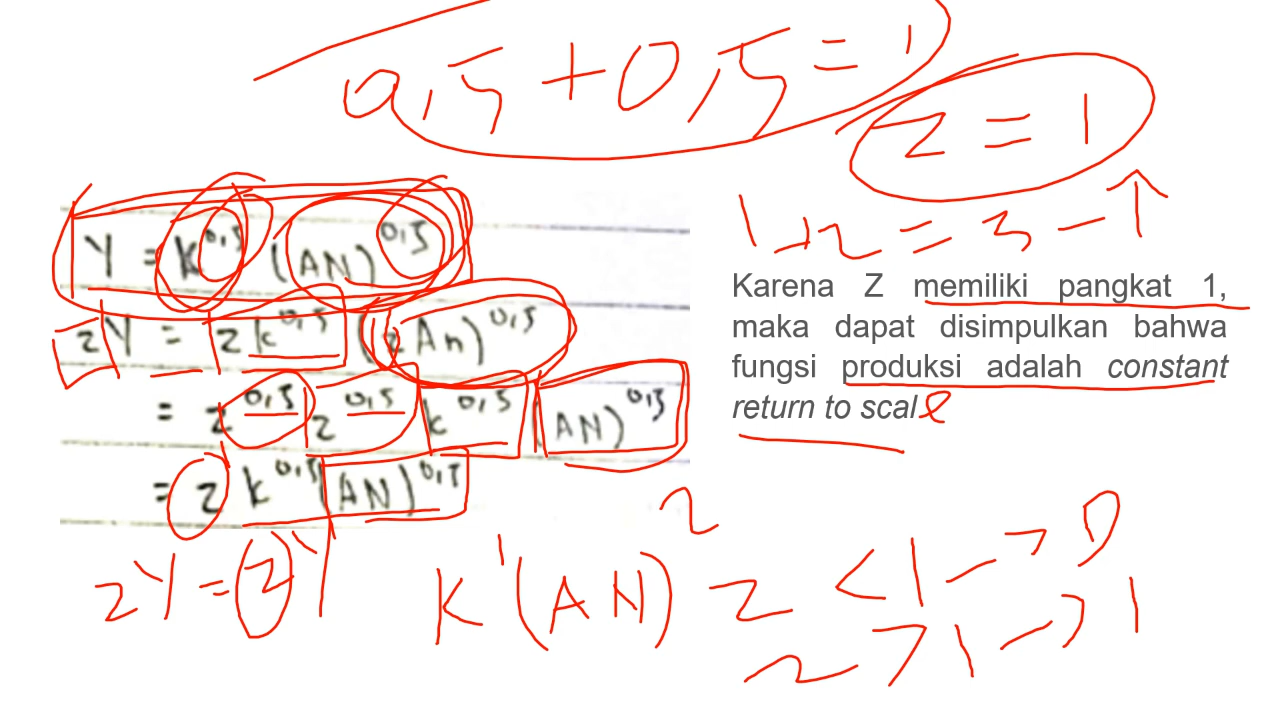 0,5 + 0,5 = 1
z = 1
1+2 = 3 → ↑
Y = K^0,5 (AN)^0,5
zY = zK^0,5 (zAn)^0,5
= z^0,5 z^0,5 K^0,5 (AN)^0,5
= z K^0,5 (AN)^0,5
zY = zY
Karena Z memiliki pangkat 1,
maka dapat disimpulkan bahwa
fungsi produksi adalah constant
return to scale
K^1 (AN)^2
z < 1 → D
z > 1 → I